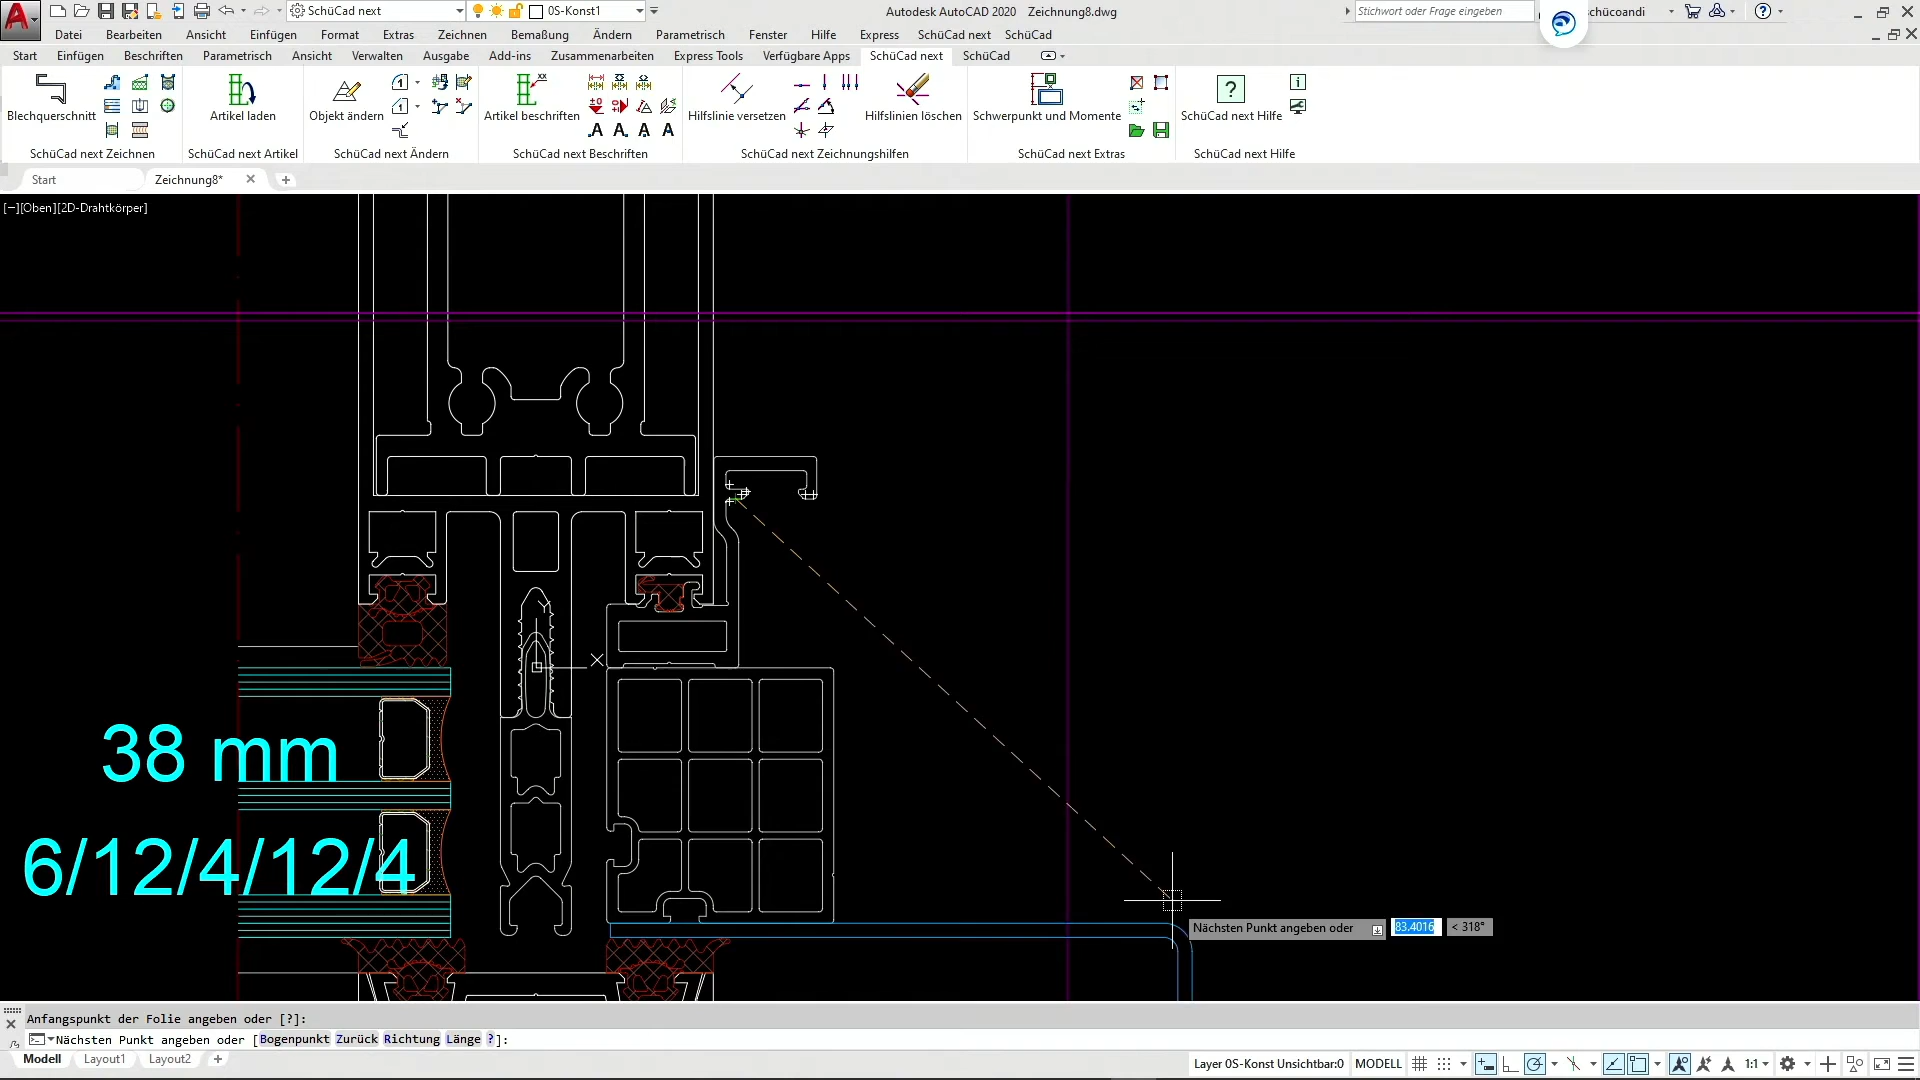 SchüCad next
0S-Konst1
Autodesk AutoCAD 2020 Zeichnung8.dwg
Stichwort oder Frage eingeben
schücoandi
Datei Bearbeiten Ansicht Einfügen Format Extras Zeichnen Bemaßung Ändern Parametrisch Fenster Hilfe Express SchüCad next SchüCad
Start Einfügen Beschriften Parametrisch Ansicht Verwalten Ausgabe Add-ins Zusammenarbeiten Express Tools Verfügbare Apps SchüCad next SchüCad
Blechquerschnitt Artikel laden Objekt ändern Artikel beschriften Hilfslinie versetzen Hilfslinien löschen Schwerpunkt und Momente SchüCad next Hilfe
SchüCad next Zeichnen SchüCad next Artikel SchüCad next Ändern SchüCad next Beschriften SchüCad next Zeichnungshilfen SchüCad next Extras SchüCad next Hilfe
Start Zeichnung8*
[−][Oben][2D-Drahtkörper]
Y
X
38 mm
6/12/4/12/4
Nächsten Punkt angeben oder 83.4016 < 318°
Anfangspunkt der Folie angeben oder [?]:
Nächsten Punkt angeben oder [Bogenpunkt Zurück Richtung Länge ?]:
Modell Layout1 Layout2 +
Layer 0S-Konst Unsichtbar:0 MODELL 1:1